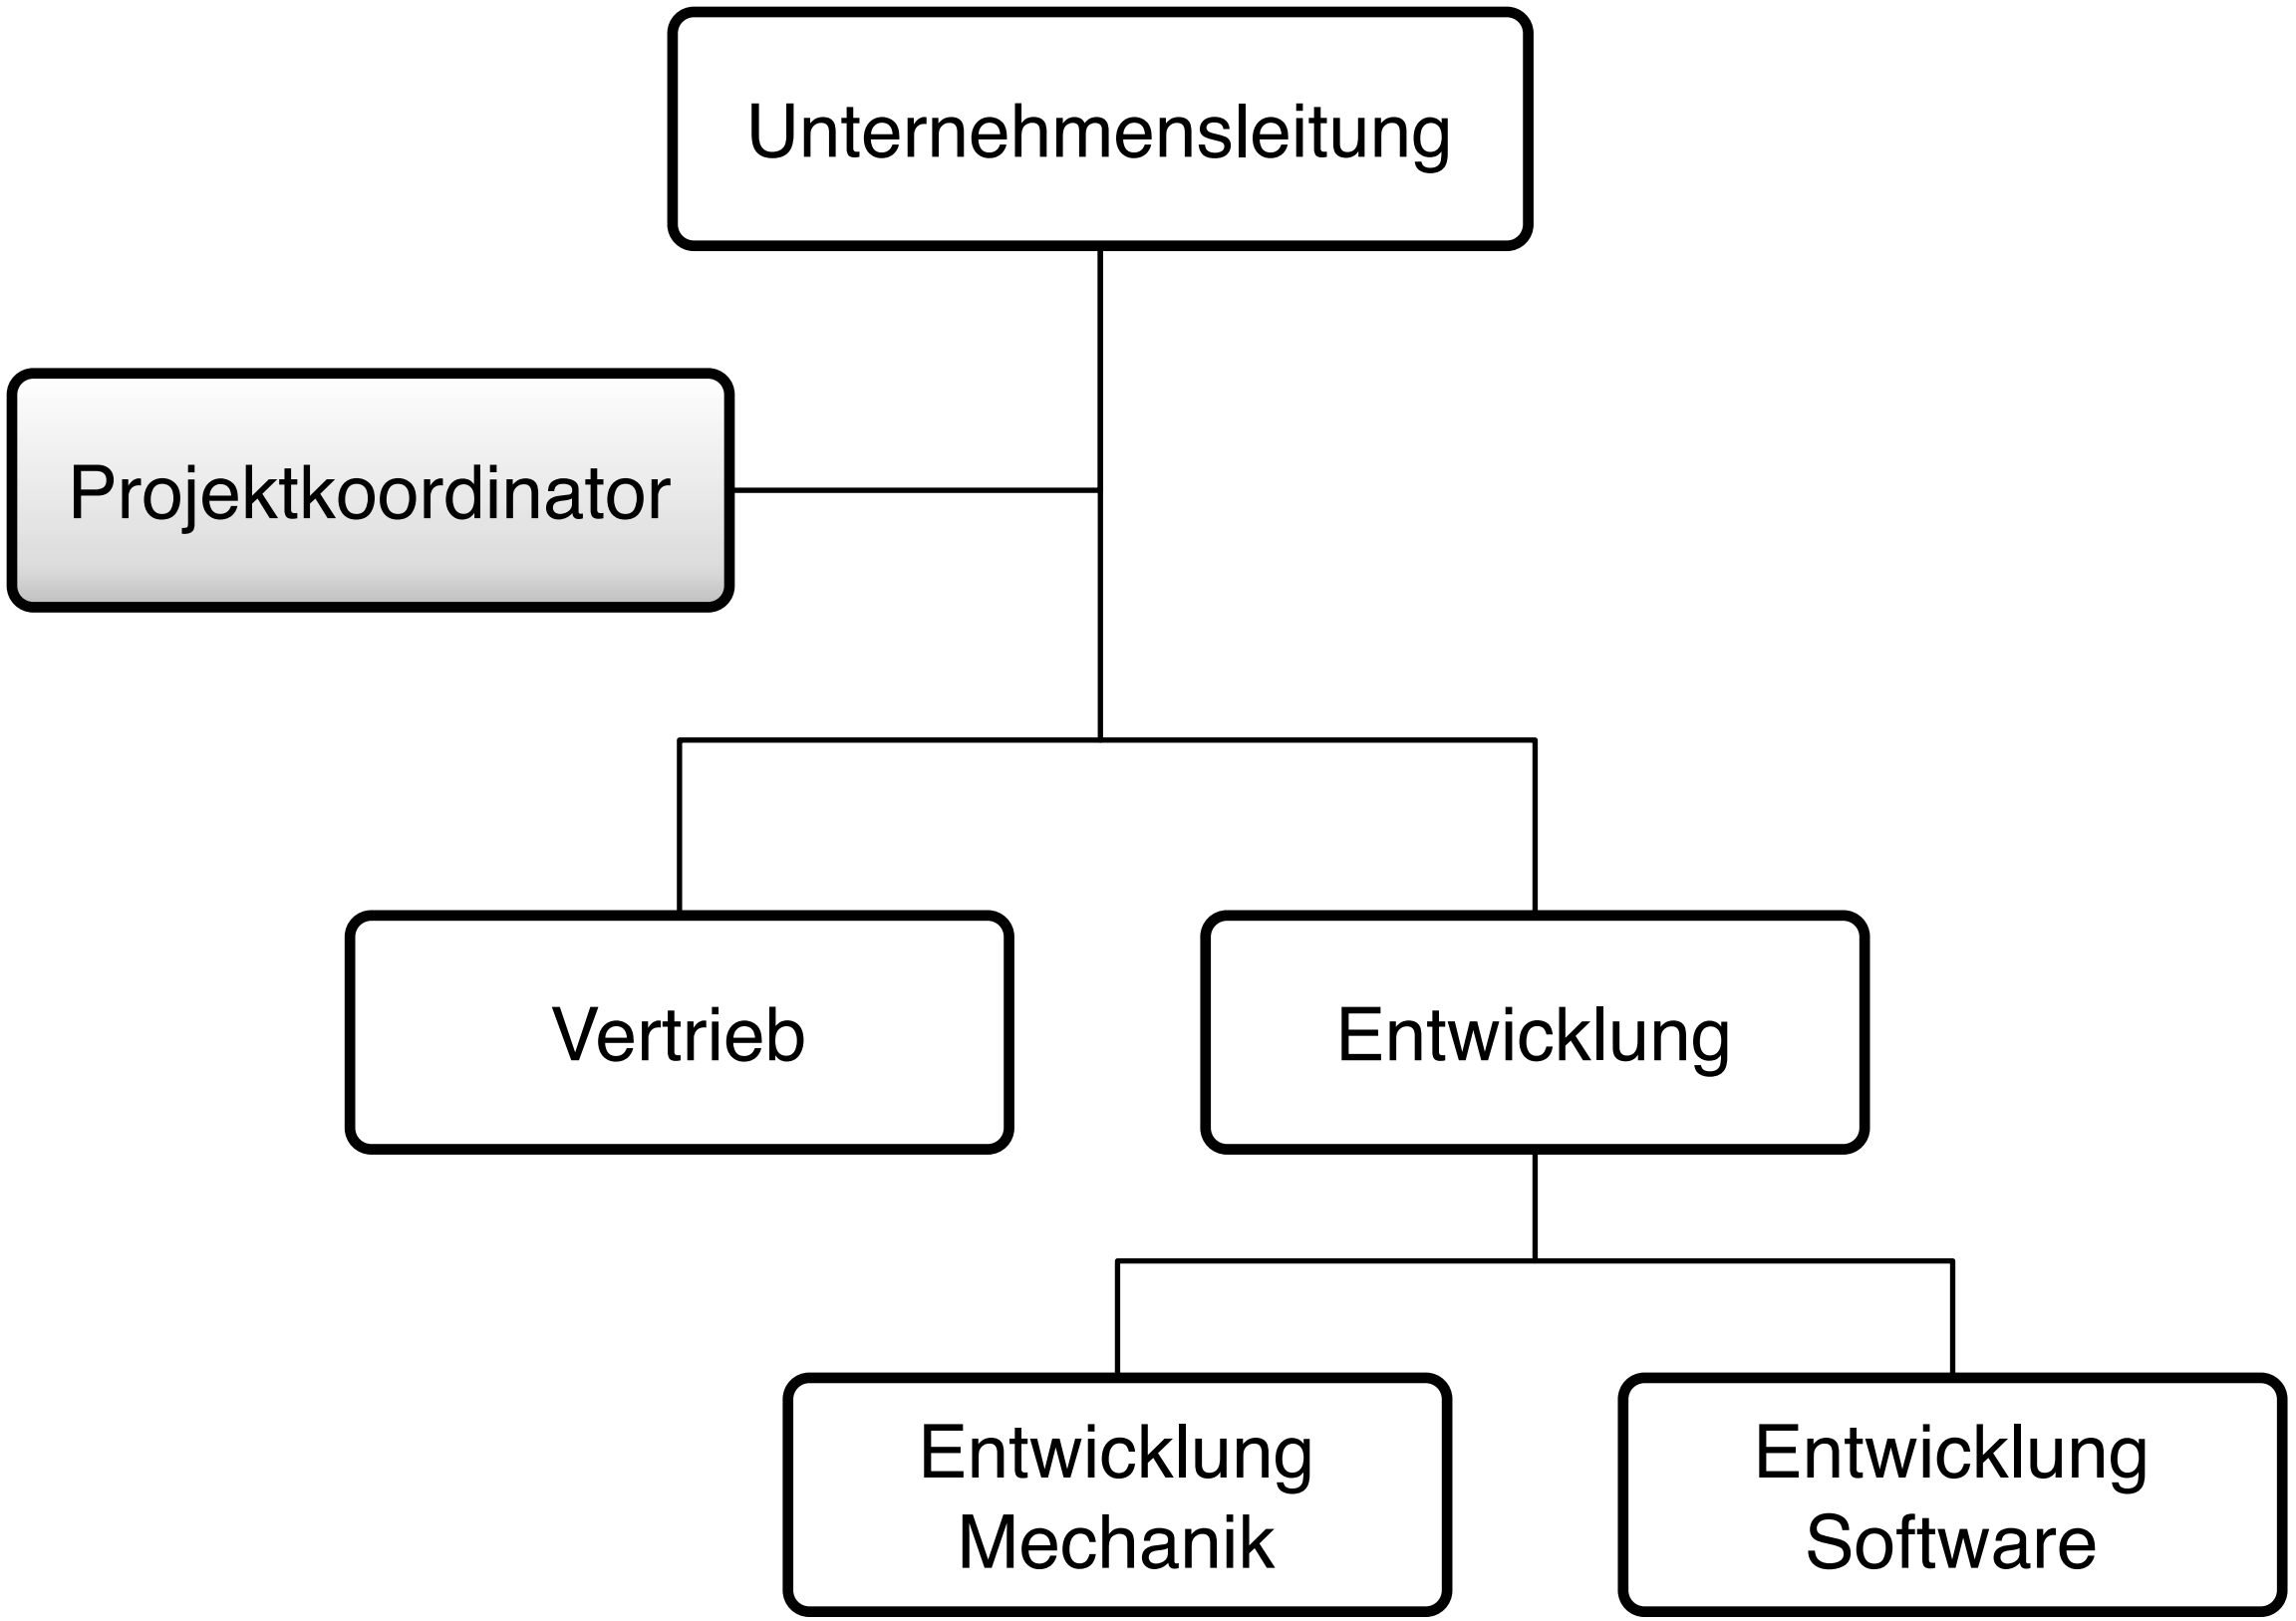 Unternehmensleitung
Projektkoordinator
Vertrieb
Entwicklung
Entwicklung
Mechanik
Entwicklung
Software